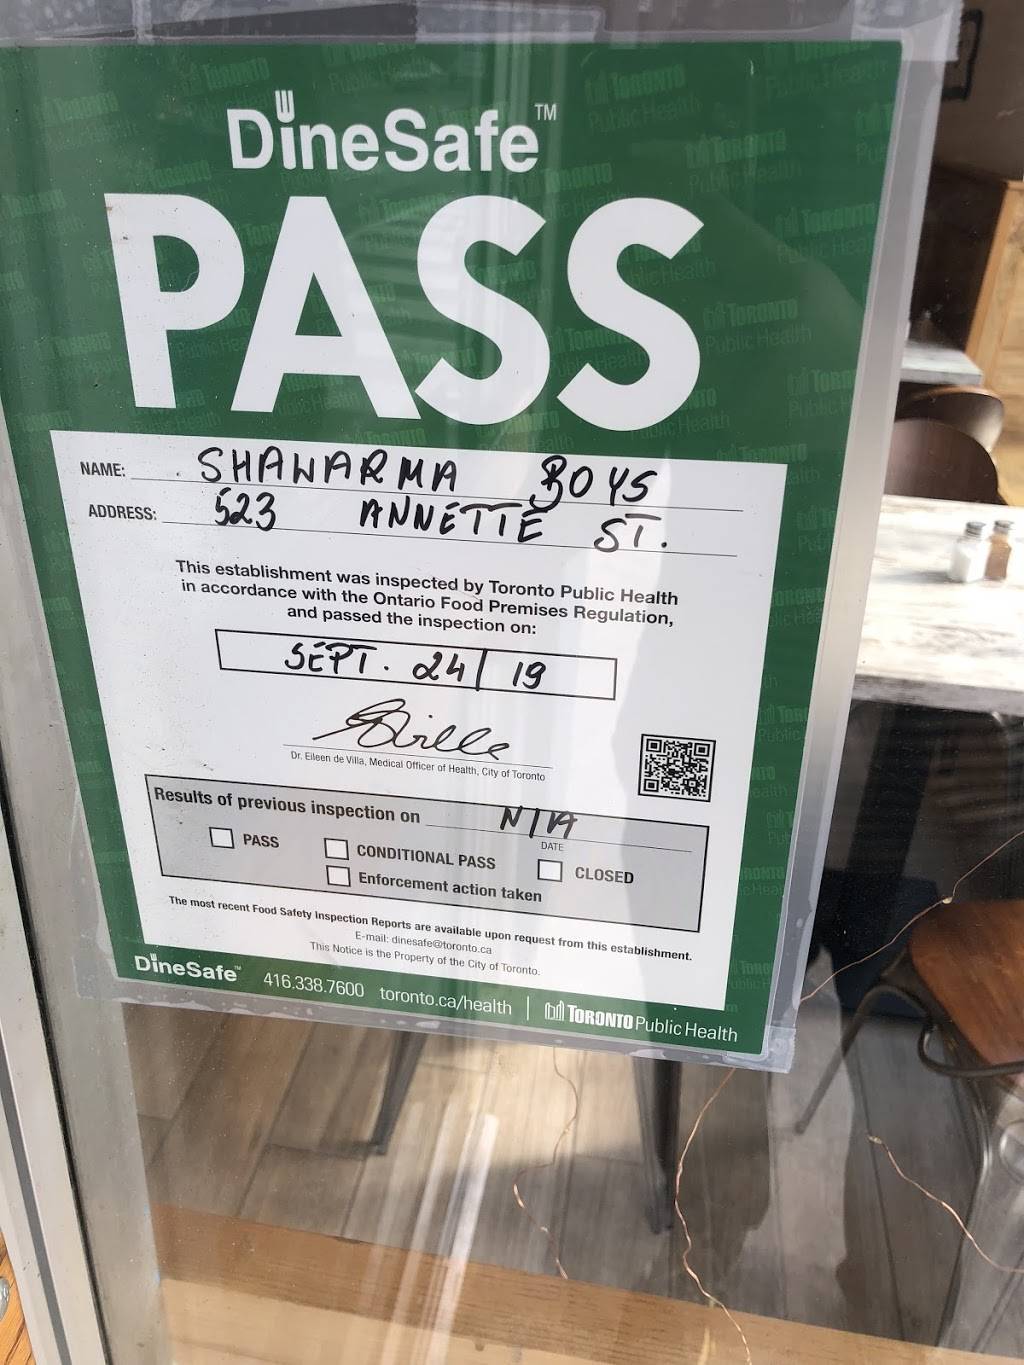 DineSafe™
PASS
NAME: SHAWARMA BOYS
ADDRESS: 523 ANNETTE ST.
This establishment was inspected by Toronto Public Health
in accordance with the Ontario Food Premises Regulation,
and passed the inspection on:
SEPT. 24/19
Dr. Eileen de Villa, Medical Officer of Health, City of Toronto
Results of previous inspection on N/A
DATE
PASS CONDITIONAL PASS CLOSED
Enforcement action taken
The most recent Food Safety Inspection Reports are available upon request from this establishment.
E-mail: dinesafe@toronto.ca
This Notice is the Property of the City of Toronto.
DineSafe™ 416.338.7600 toronto.ca/health | TORONTO Public Health